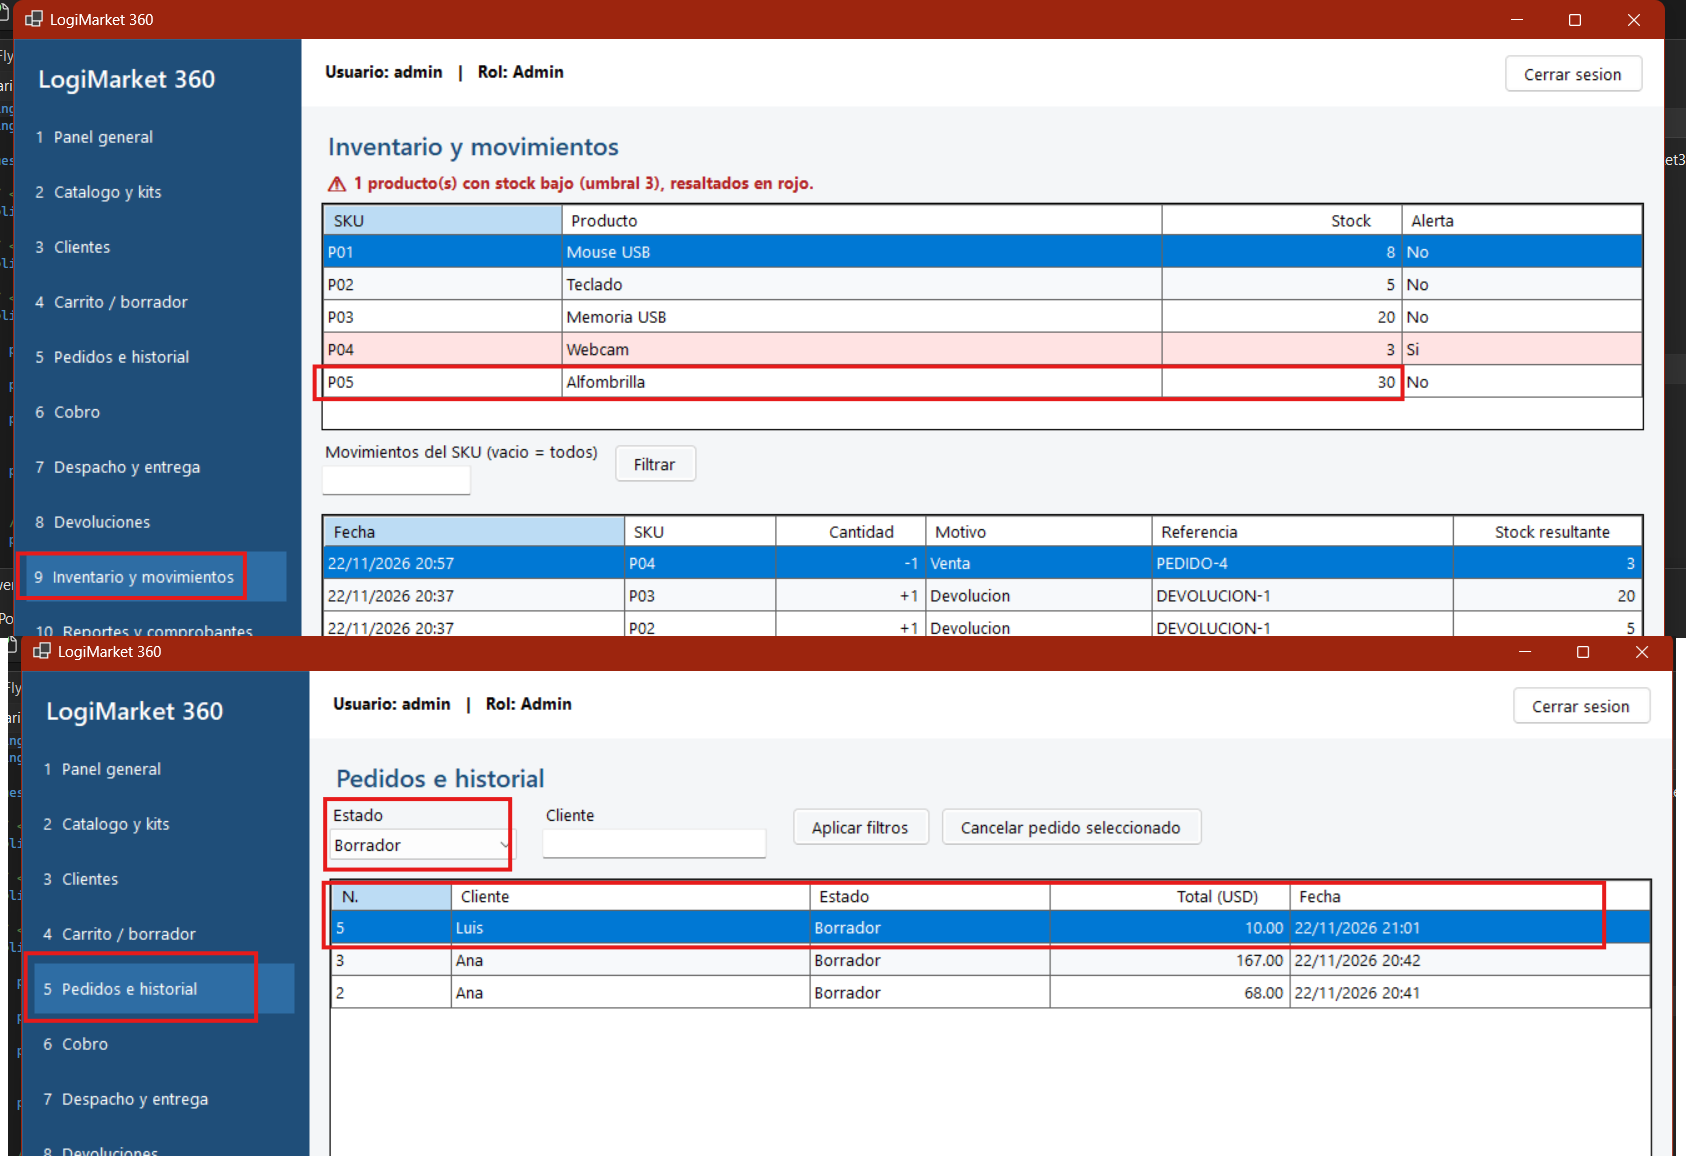 LogiMarket 360
LogiMarket 360
1 Panel general
2 Catalogo y kits
3 Clientes
4 Carrito / borrador
5 Pedidos e historial
6 Cobro
7 Despacho y entrega
8 Devoluciones
9 Inventario y movimientos
10 Reportes y comprobantes
Usuario: admin | Rol: Admin
Cerrar sesion
Inventario y movimientos
⚠ 1 producto(s) con stock bajo (umbral 3), resaltados en rojo.
SKU Producto Stock Alerta
P01 Mouse USB 8 No
P02 Teclado 5 No
P03 Memoria USB 20 No
P04 Webcam 3 Si
P05 Alfombrilla 30 No
Movimientos del SKU (vacio = todos)
Filtrar
Fecha SKU Cantidad Motivo Referencia Stock resultante
22/11/2026 20:57 P04 -1 Venta PEDIDO-4 3
22/11/2026 20:37 P03 +1 Devolucion DEVOLUCION-1 20
22/11/2026 20:37 P02 +1 Devolucion DEVOLUCION-1 5
LogiMarket 360
LogiMarket 360
1 Panel general
2 Catalogo y kits
3 Clientes
4 Carrito / borrador
5 Pedidos e historial
6 Cobro
7 Despacho y entrega
8 Devoluciones
Usuario: admin | Rol: Admin
Cerrar sesion
Pedidos e historial
Estado Cliente
Borrador
Aplicar filtros
Cancelar pedido seleccionado
N. Cliente Estado Total (USD) Fecha
5 Luis Borrador 10.00 22/11/2026 21:01
3 Ana Borrador 167.00 22/11/2026 20:42
2 Ana Borrador 68.00 22/11/2026 20:41